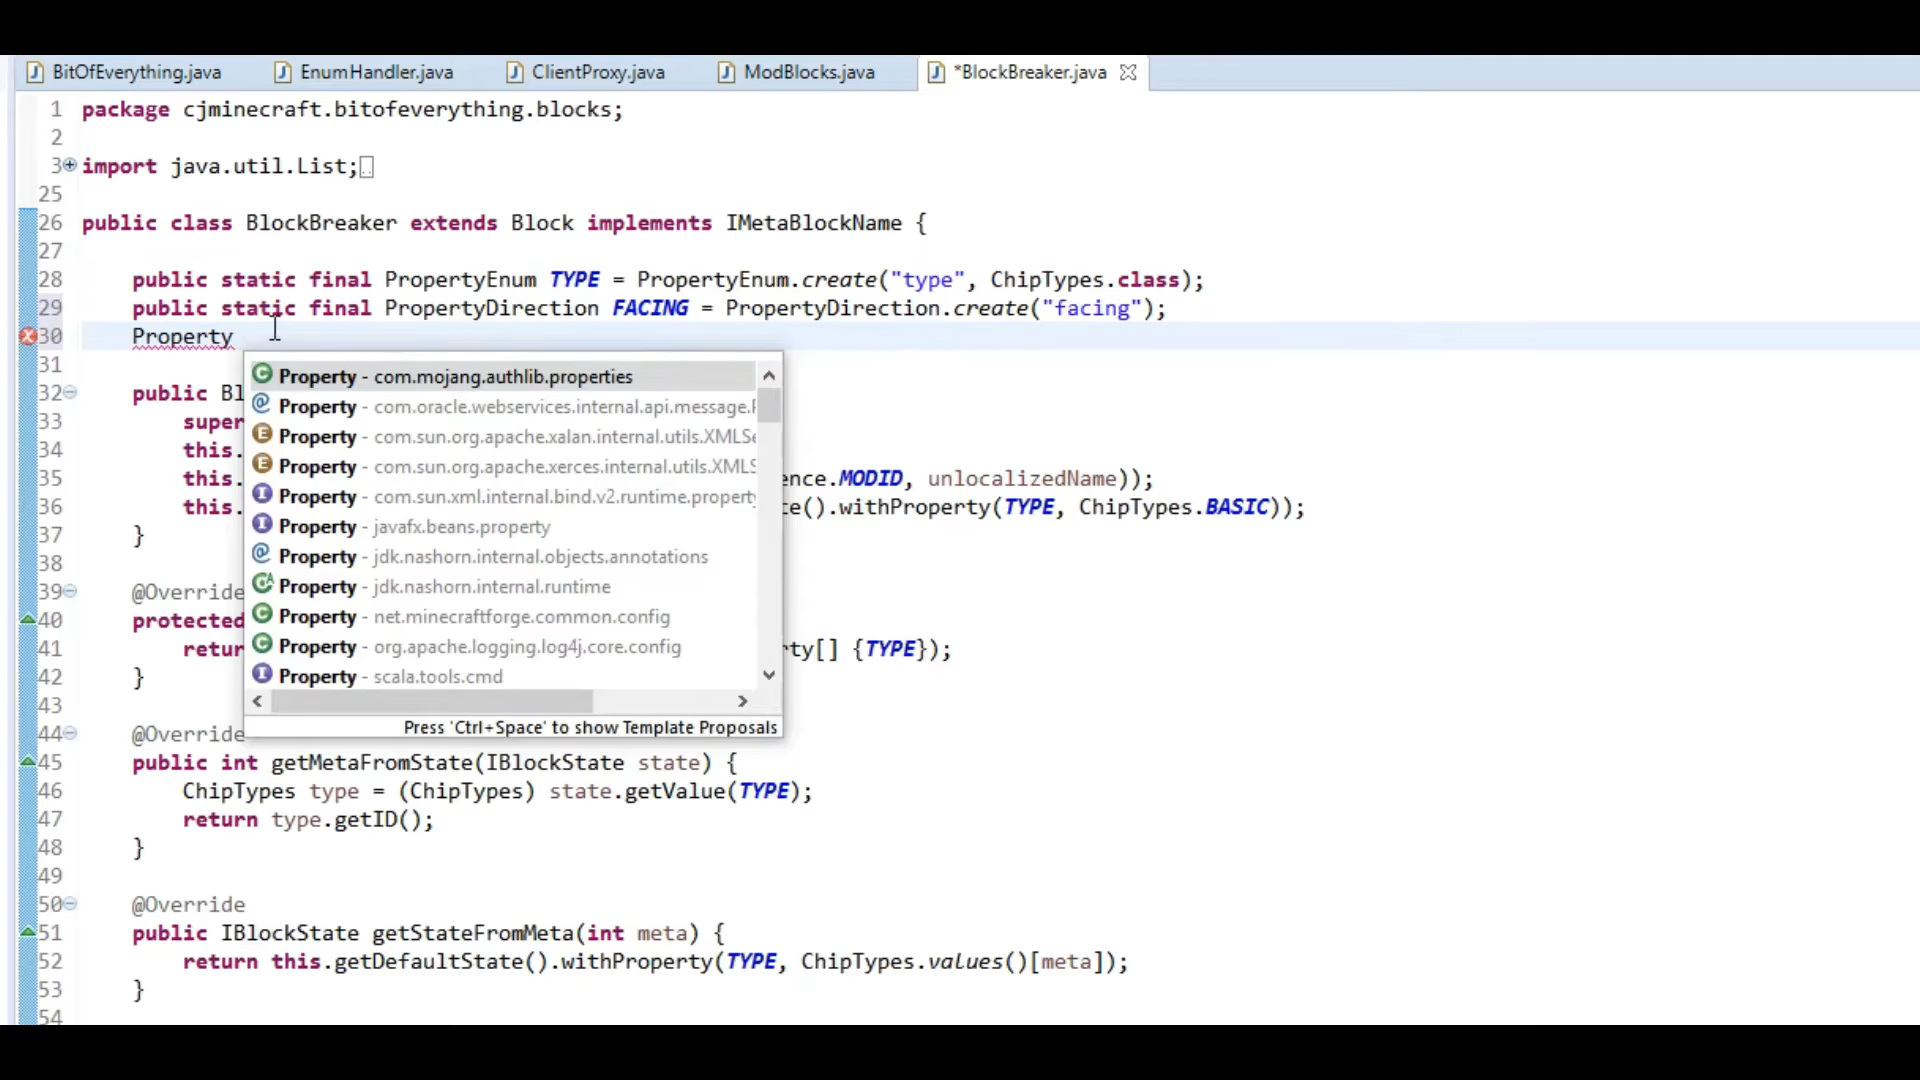 BitOfEverything.java EnumHandler.java ClientProxy.java ModBlocks.java *BlockBreaker.java
1 package cjminecraft.bitofeverything.blocks;
2
3 import java.util.List;
25
26 public class BlockBreaker extends Block implements IMetaBlockName {
27
28 public static final PropertyEnum TYPE = PropertyEnum.create("type", ChipTypes.class);
29 public static final PropertyDirection FACING = PropertyDirection.create("facing");
30 Property
31
Property - com.mojang.authlib.properties
32 public Bl
Property - com.oracle.webservices.internal.api.message.
33 super
Property - com.sun.org.apache.xalan.internal.utils.XMLSe
34 this.
Property - com.sun.org.apache.xerces.internal.utils.XMLS
35 this. ence.MODID, unlocalizedName));
Property - com.sun.xml.internal.bind.v2.runtime.property
36 this. te().withProperty(TYPE, ChipTypes.BASIC));
Property - javafx.beans.property
37 }
Property - jdk.nashorn.internal.objects.annotations
38
Property - jdk.nashorn.internal.runtime
39 @Override
Property - net.minecraftforge.common.config
40 protected
Property - org.apache.logging.log4j.core.config
41 retur rty[] {TYPE});
Property - scala.tools.cmd
42 }
43
Press 'Ctrl+Space' to show Template Proposals
44 @Override
45 public int getMetaFromState(IBlockState state) {
46 ChipTypes type = (ChipTypes) state.getValue(TYPE);
47 return type.getID();
48 }
49
50 @Override
51 public IBlockState getStateFromMeta(int meta) {
52 return this.getDefaultState().withProperty(TYPE, ChipTypes.values()[meta]);
53 }
54